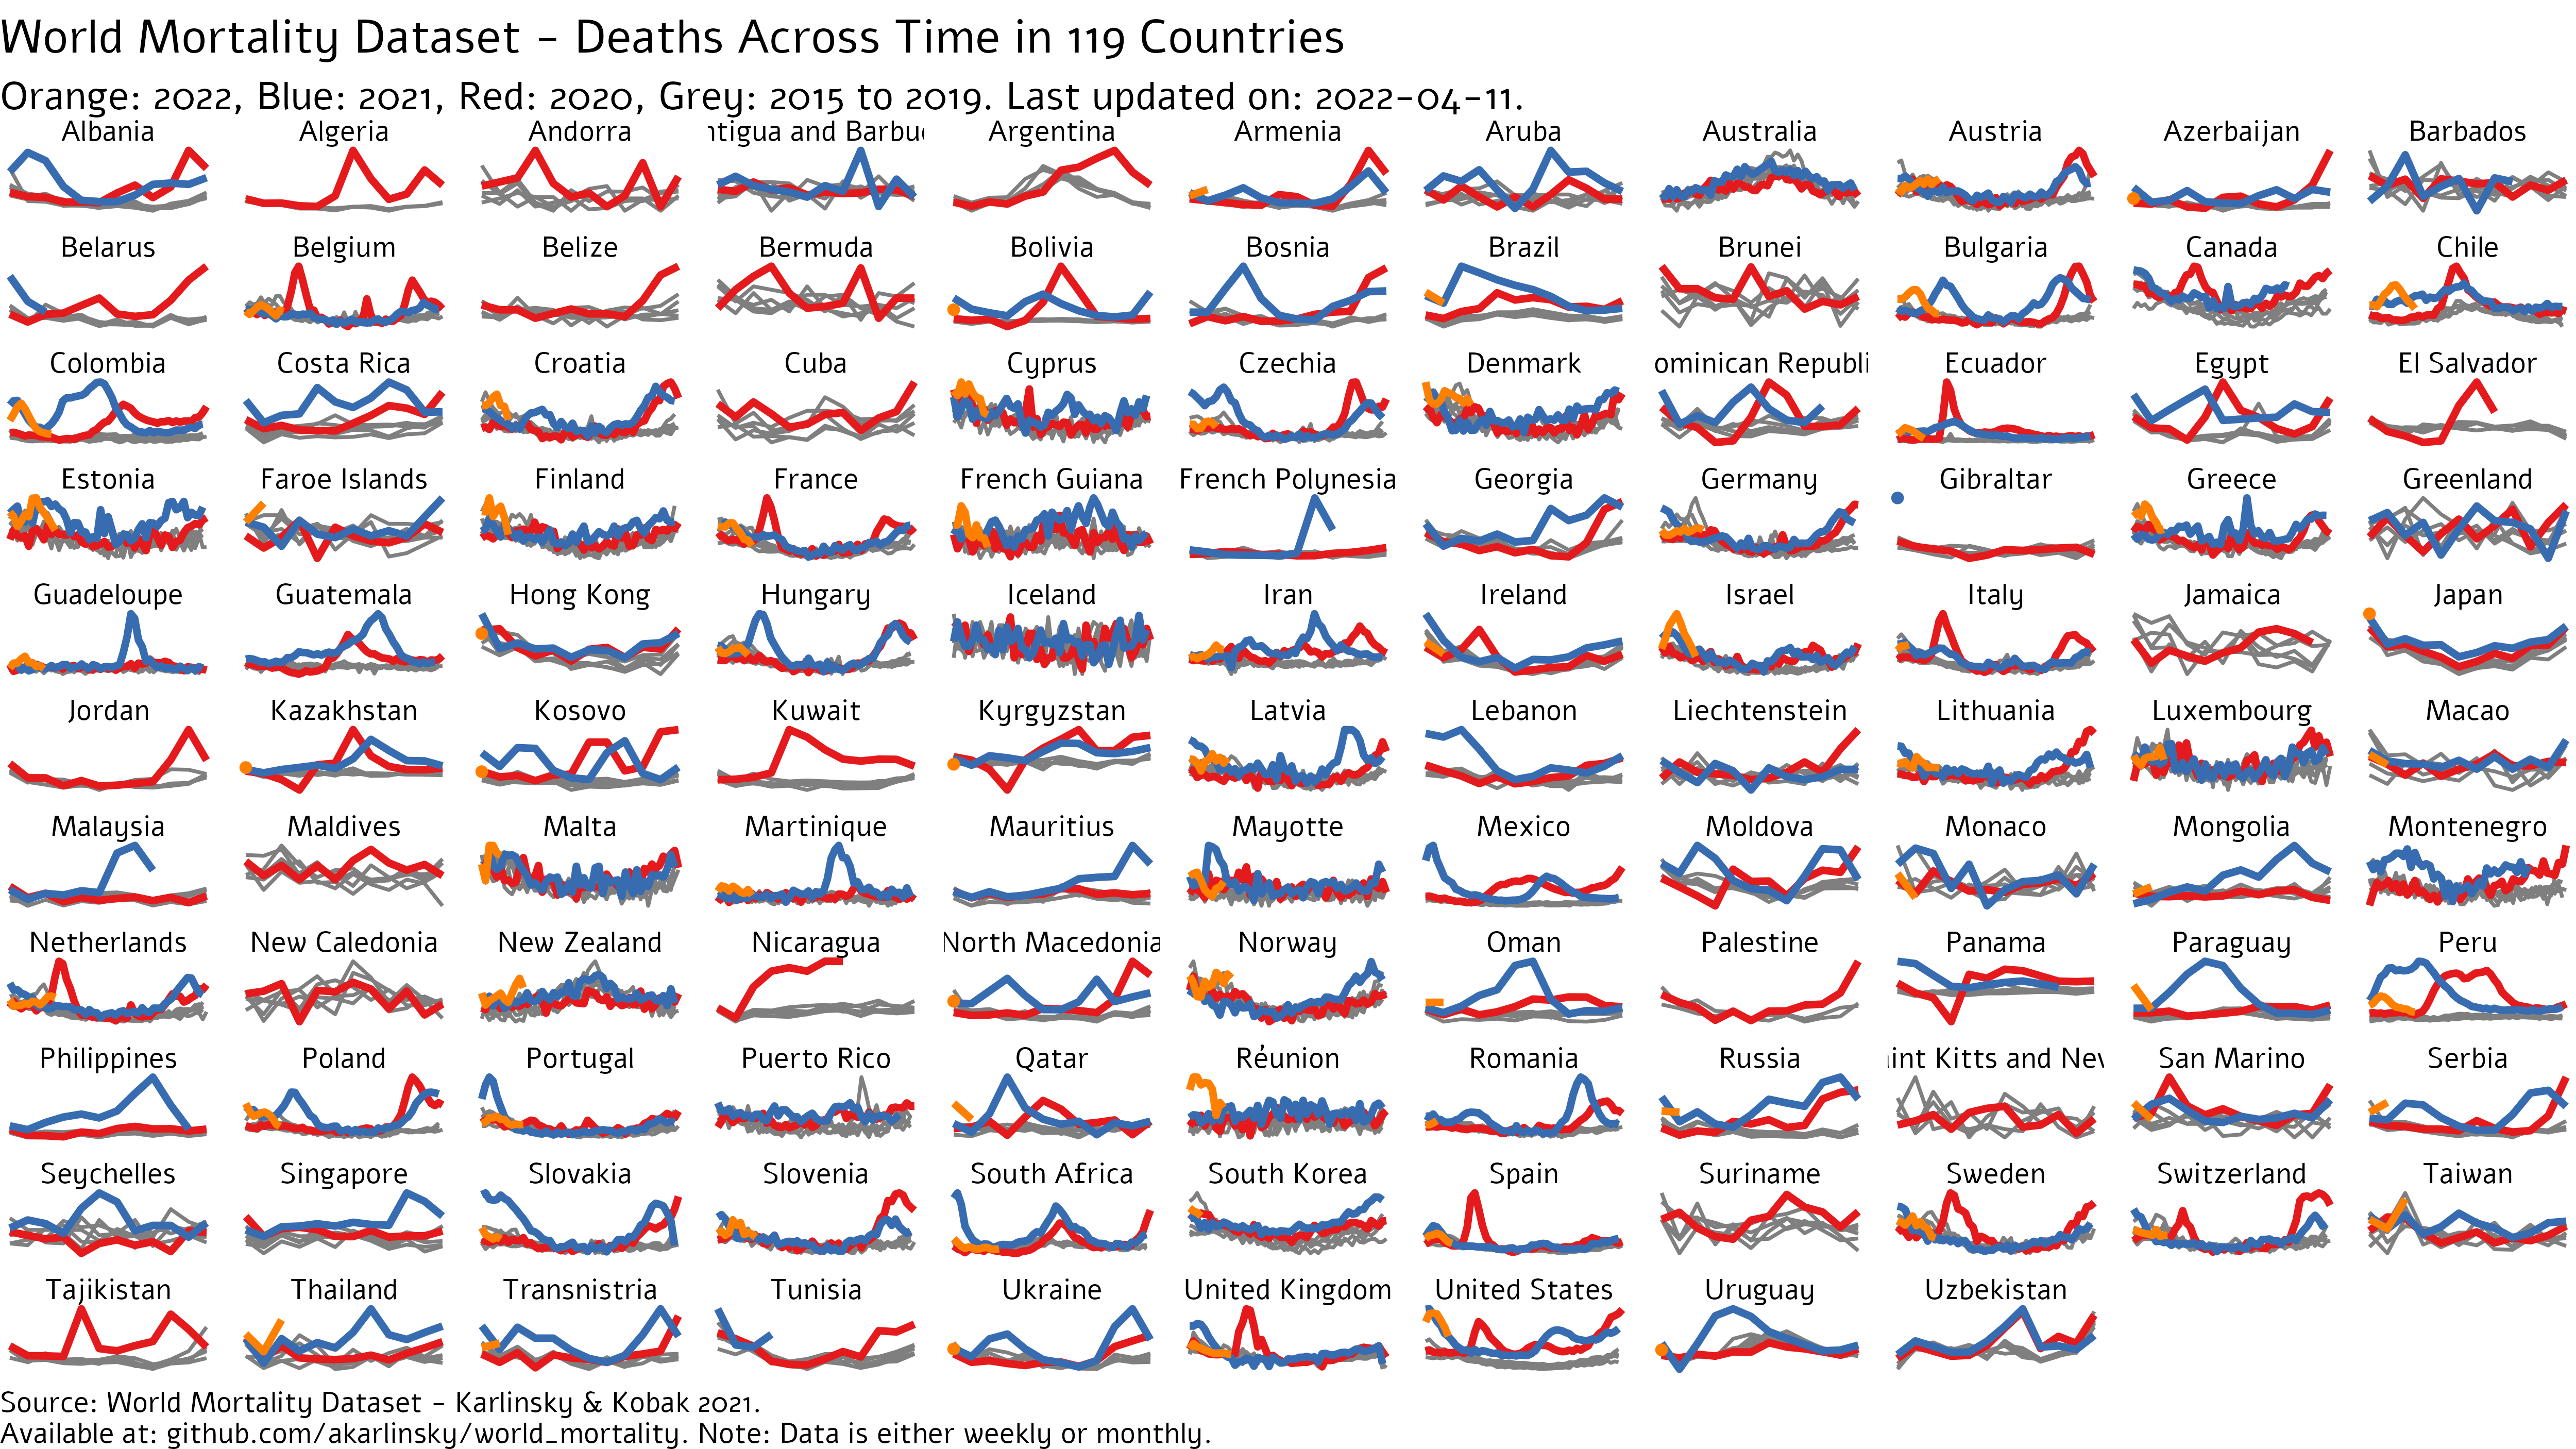 World Mortality Dataset - Deaths Across Time in 119 Countries
Orange: 2022, Blue: 2021, Red: 2020, Grey: 2015 to 2019. Last updated on: 2022-04-11.
Albania Algeria Andorra ntigua and Barbu Argentina Armenia Aruba Australia Austria Azerbaijan Barbados
Belarus Belgium Belize Bermuda Bolivia Bosnia Brazil Brunei Bulgaria Canada Chile
Colombia Costa Rica Croatia Cuba Cyprus Czechia Denmark ominican Republi Ecuador Egypt El Salvador
Estonia Faroe Islands Finland France French Guiana French Polynesia Georgia Germany Gibraltar Greece Greenland
Guadeloupe Guatemala Hong Kong Hungary Iceland Iran Ireland Israel Italy Jamaica Japan
Jordan Kazakhstan Kosovo Kuwait Kyrgyzstan Latvia Lebanon Liechtenstein Lithuania Luxembourg Macao
Malaysia Maldives Malta Martinique Mauritius Mayotte Mexico Moldova Monaco Mongolia Montenegro
Netherlands New Caledonia New Zealand Nicaragua North Macedonia Norway Oman Palestine Panama Paraguay Peru
Philippines Poland Portugal Puerto Rico Qatar Réunion Romania Russia int Kitts and Nev San Marino Serbia
Seychelles Singapore Slovakia Slovenia South Africa South Korea Spain Suriname Sweden Switzerland Taiwan
Tajikistan Thailand Transnistria Tunisia Ukraine United Kingdom United States Uruguay Uzbekistan
Source: World Mortality Dataset - Karlinsky & Kobak 2021.
Available at: github.com/akarlinsky/world_mortality. Note: Data is either weekly or monthly.